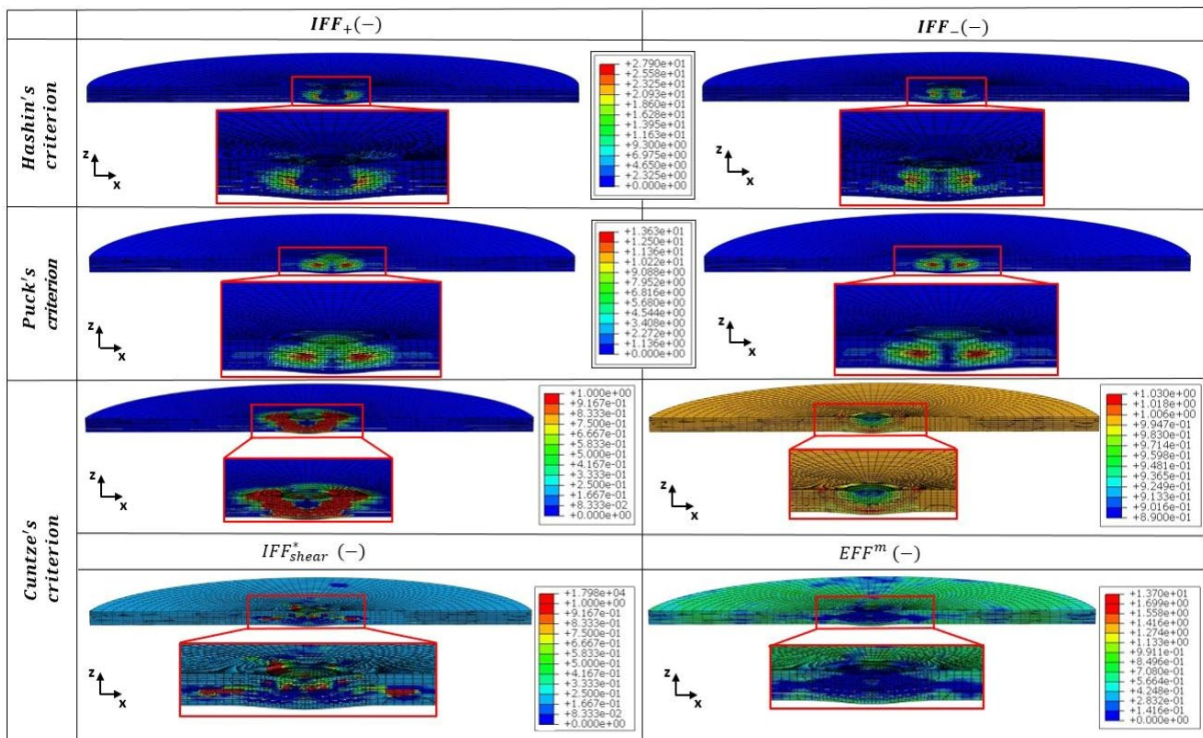 IFF₊(−)
IFF₋(−)
Hashin's
criterion
+2.790e+01
+2.558e+01
+2.325e+01
+2.093e+01
+1.860e+01
+1.628e+01
+1.395e+01
+1.163e+01
+9.300e+00
+6.975e+00
+4.650e+00
+2.325e+00
+0.000e+00
z
x
z
x
Puck's
criterion
+1.363e+01
+1.250e+01
+1.136e+01
+1.022e+01
+9.088e+00
+7.952e+00
+6.816e+00
+5.680e+00
+4.544e+00
+3.408e+00
+2.272e+00
+1.136e+00
+0.000e+00
z
x
z
x
Cuntze's
criterion
+1.000e+00
+9.167e-01
+8.333e-01
+7.500e-01
+6.667e-01
+5.833e-01
+5.000e-01
+4.167e-01
+3.333e-01
+2.500e-01
+1.667e-01
+8.333e-02
+0.000e+00
z
x
+1.030e+00
+1.018e+00
+1.006e+00
+9.947e-01
+9.830e-01
+9.714e-01
+9.598e-01
+9.481e-01
+9.365e-01
+9.249e-01
+9.133e-01
+9.016e-01
+8.900e-01
z
x
IFF*shear (−)
EFFᵐ (−)
+1.798e+04
+1.000e+00
+9.167e-01
+8.333e-01
+7.500e-01
+6.667e-01
+5.833e-01
+5.000e-01
+4.167e-01
+3.333e-01
+2.500e-01
+1.667e-01
+8.333e-02
+0.000e+00
z
x
+1.370e+01
+1.699e+00
+1.558e+00
+1.416e+00
+1.274e+00
+1.133e+00
+9.911e-01
+8.496e-01
+7.080e-01
+5.664e-01
+4.248e-01
+2.832e-01
+1.416e-01
+0.000e+00
z
x